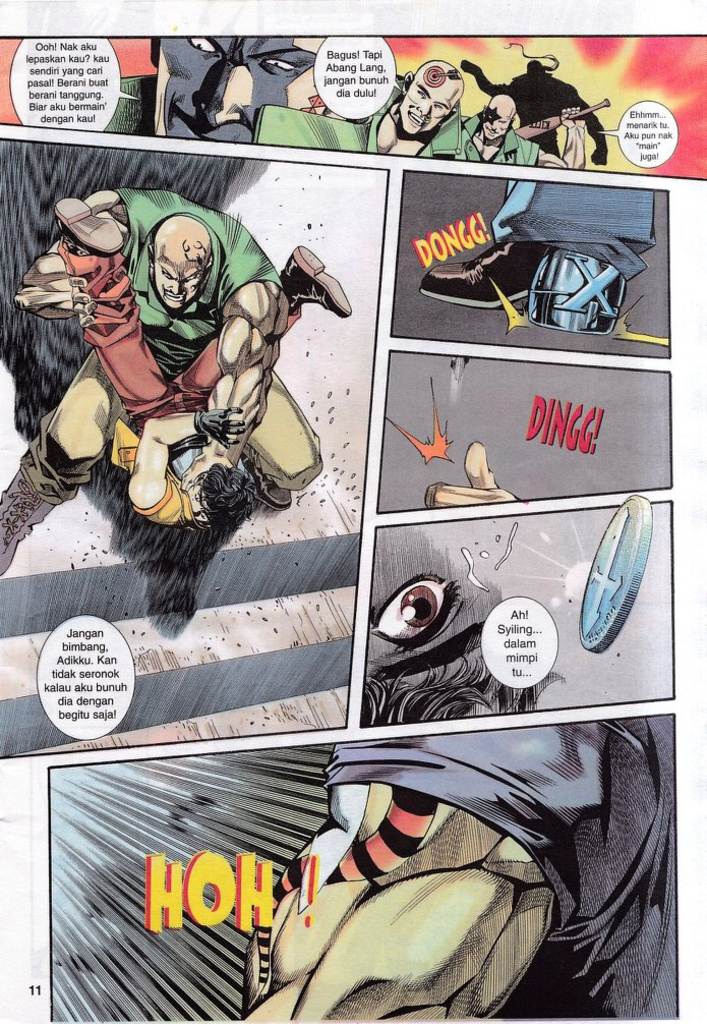 Ooh! Nak aku
lepaskan kau? kau
sendiri yang cari
pasal! Berani buat
berani tanggung.
Biar aku bermain'
dengan kau!
Bagus! Tapi
Abang Lang,
jangan bunuh
dia dulu!
Ehhmm...
menarik tu.
Aku pun nak
"main"
juga!
Jangan
bimbang,
Adikku. Kan
tidak seronok
kalau aku bunuh
dia dengan
begitu saja!
DONGG!
X
DINGG!
Ah!
Syiling...
dalam
mimpi
tu...
HOH!
11